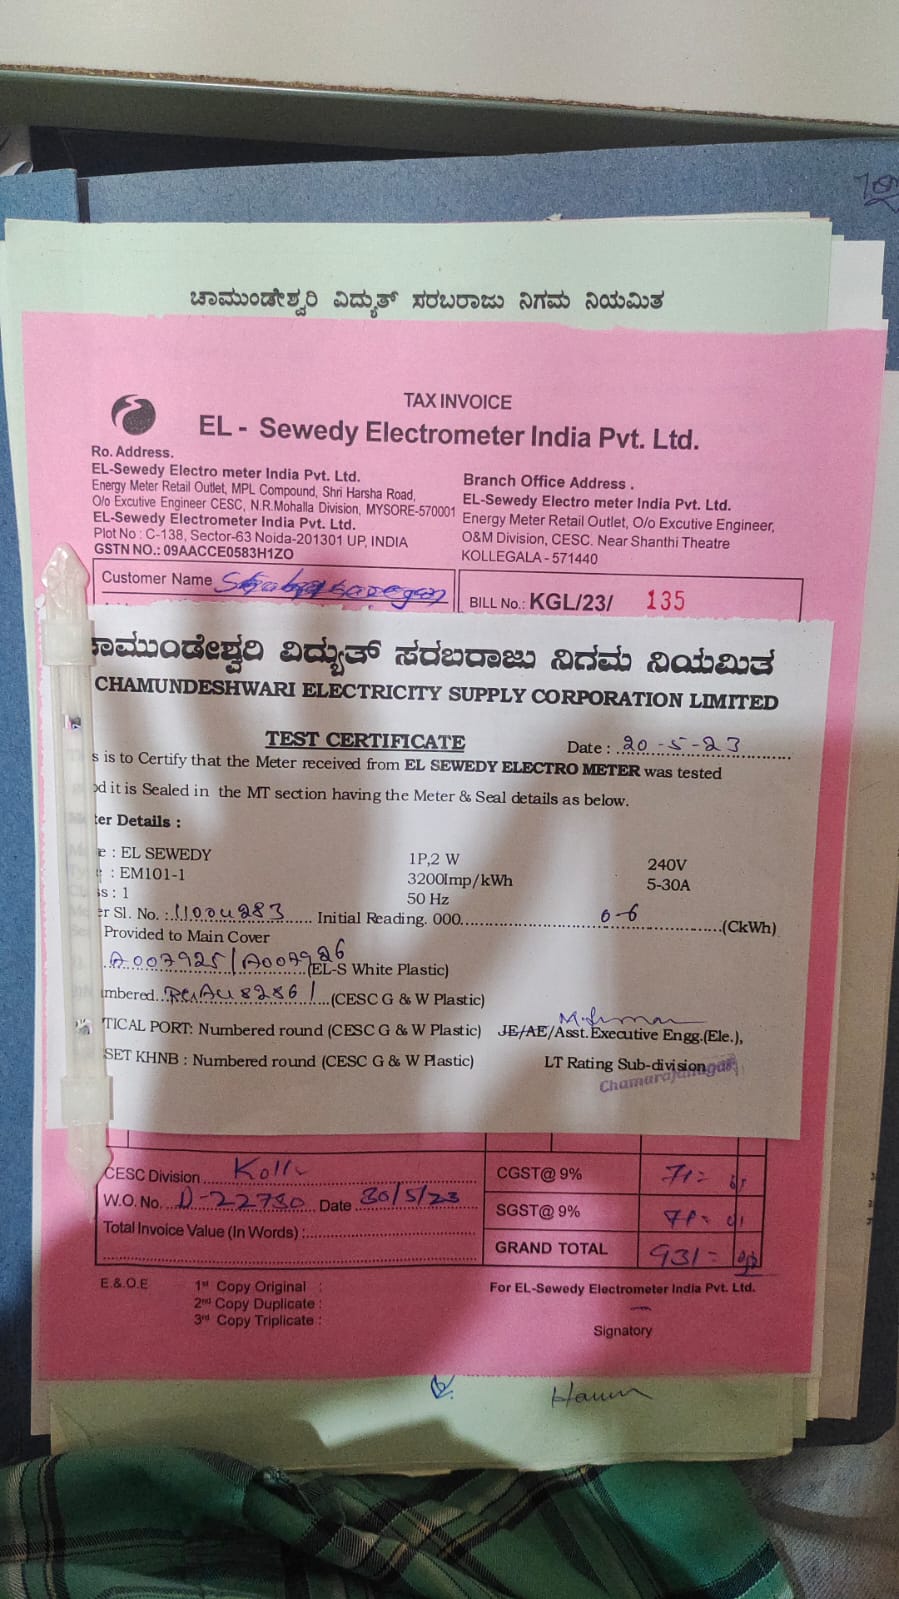 ಚಾಮುಂಡೇಶ್ವರಿ ವಿದ್ಯುತ್ ಸರಬರಾಜು ನಿಗಮ ನಿಯಮಿತ
TAX INVOICE
EL - Sewedy Electrometer India Pvt. Ltd.
Ro. Address.
EL-Sewedy Electro meter India Pvt. Ltd.
Energy Meter Retail Outlet, MPL Compound, Shri Harsha Road,
O/o Excutive Engineer CESC, N.R.Mohalla Division, MYSORE-570001
EL-Sewedy Electrometer India Pvt. Ltd.
Plot No : C-138, Sector-63 Noida-201301 UP, INDIA
GSTN NO.: 09AACCE0583H1ZO
Branch Office Address .
EL-Sewedy Electro meter India Pvt. Ltd.
Energy Meter Retail Outlet, O/o Excutive Engineer,
O&M Division, CESC. Near Shanthi Theatre
KOLLEGALA - 571440
Customer Name
BILL No.: KGL/23/ 135
ಚಾಮುಂಡೇಶ್ವರಿ ವಿದ್ಯುತ್ ಸರಬರಾಜು ನಿಗಮ ನಿಯಮಿತ
CHAMUNDESHWARI ELECTRICITY SUPPLY CORPORATION LIMITED
TEST CERTIFICATE Date : 20-5-23
s is to Certify that the Meter received from EL SEWEDY ELECTRO METER was tested
d it is Sealed in the MT section having the Meter & Seal details as below.
ter Details :
e : EL SEWEDY 1P,2 W 240V
: EM101-1 3200Imp/kWh 5-30A
ss : 1 50 Hz
er Sl. No. : 11004283 Initial Reading. 000 0-6 (CkWh)
Provided to Main Cover
A007925/A007926 (EL-S White Plastic)
mbered (CESC G & W Plastic)
TICAL PORT: Numbered round (CESC G & W Plastic) JE/AE/Asst. Executive Engg.(Ele.),
SET KHNB : Numbered round (CESC G & W Plastic) LT Rating Sub-division
Chamarajanagar
CESC Division Kolle CGST@ 9% 71=
W.O. No. D-22780 Date 30/5/23 SGST@ 9% 71=
Total Invoice Value (In Words) : GRAND TOTAL 931=
E.&.O.E 1st Copy Original : For EL-Sewedy Electrometer India Pvt. Ltd.
2nd Copy Duplicate :
3rd Copy Triplicate : Signatory